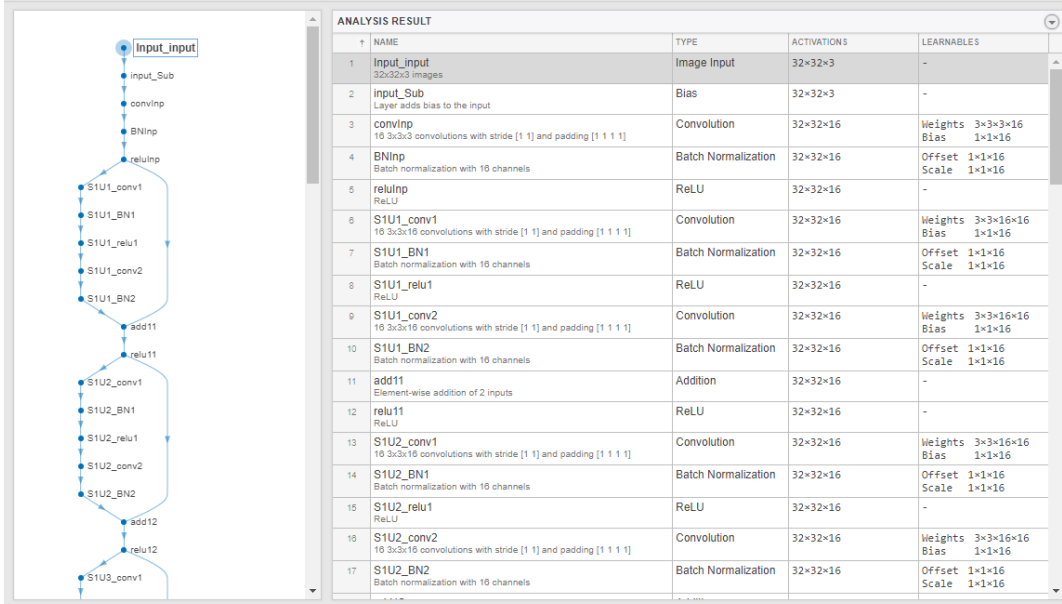 Input_input
input_Sub
convInp
BNInp
reluInp
S1U1_conv1
S1U1_BN1
S1U1_relu1
S1U1_conv2
S1U1_BN2
add11
relu11
S1U2_conv1
S1U2_BN1
S1U2_relu1
S1U2_conv2
S1U2_BN2
add12
relu12
S1U3_conv1
ANALYSIS RESULT
↑ NAME TYPE ACTIVATIONS LEARNABLES
1 Input_input Image Input 32×32×3 -
32x32x3 images
2 input_Sub Bias 32×32×3 -
Layer adds bias to the input
3 convInp Convolution 32×32×16 Weights 3×3×3×16
16 3x3x3 convolutions with stride [1 1] and padding [1 1 1 1] Bias 1×1×16
4 BNInp Batch Normalization 32×32×16 Offset 1×1×16
Batch normalization with 16 channels Scale 1×1×16
5 reluInp ReLU 32×32×16 -
ReLU
6 S1U1_conv1 Convolution 32×32×16 Weights 3×3×16×16
16 3x3x16 convolutions with stride [1 1] and padding [1 1 1 1] Bias 1×1×16
7 S1U1_BN1 Batch Normalization 32×32×16 Offset 1×1×16
Batch normalization with 16 channels Scale 1×1×16
8 S1U1_relu1 ReLU 32×32×16 -
ReLU
9 S1U1_conv2 Convolution 32×32×16 Weights 3×3×16×16
16 3x3x16 convolutions with stride [1 1] and padding [1 1 1 1] Bias 1×1×16
10 S1U1_BN2 Batch Normalization 32×32×16 Offset 1×1×16
Batch normalization with 16 channels Scale 1×1×16
11 add11 Addition 32×32×16 -
Element-wise addition of 2 inputs
12 relu11 ReLU 32×32×16 -
ReLU
13 S1U2_conv1 Convolution 32×32×16 Weights 3×3×16×16
16 3x3x16 convolutions with stride [1 1] and padding [1 1 1 1] Bias 1×1×16
14 S1U2_BN1 Batch Normalization 32×32×16 Offset 1×1×16
Batch normalization with 16 channels Scale 1×1×16
15 S1U2_relu1 ReLU 32×32×16 -
ReLU
16 S1U2_conv2 Convolution 32×32×16 Weights 3×3×16×16
16 3x3x16 convolutions with stride [1 1] and padding [1 1 1 1] Bias 1×1×16
17 S1U2_BN2 Batch Normalization 32×32×16 Offset 1×1×16
Batch normalization with 16 channels Scale 1×1×16